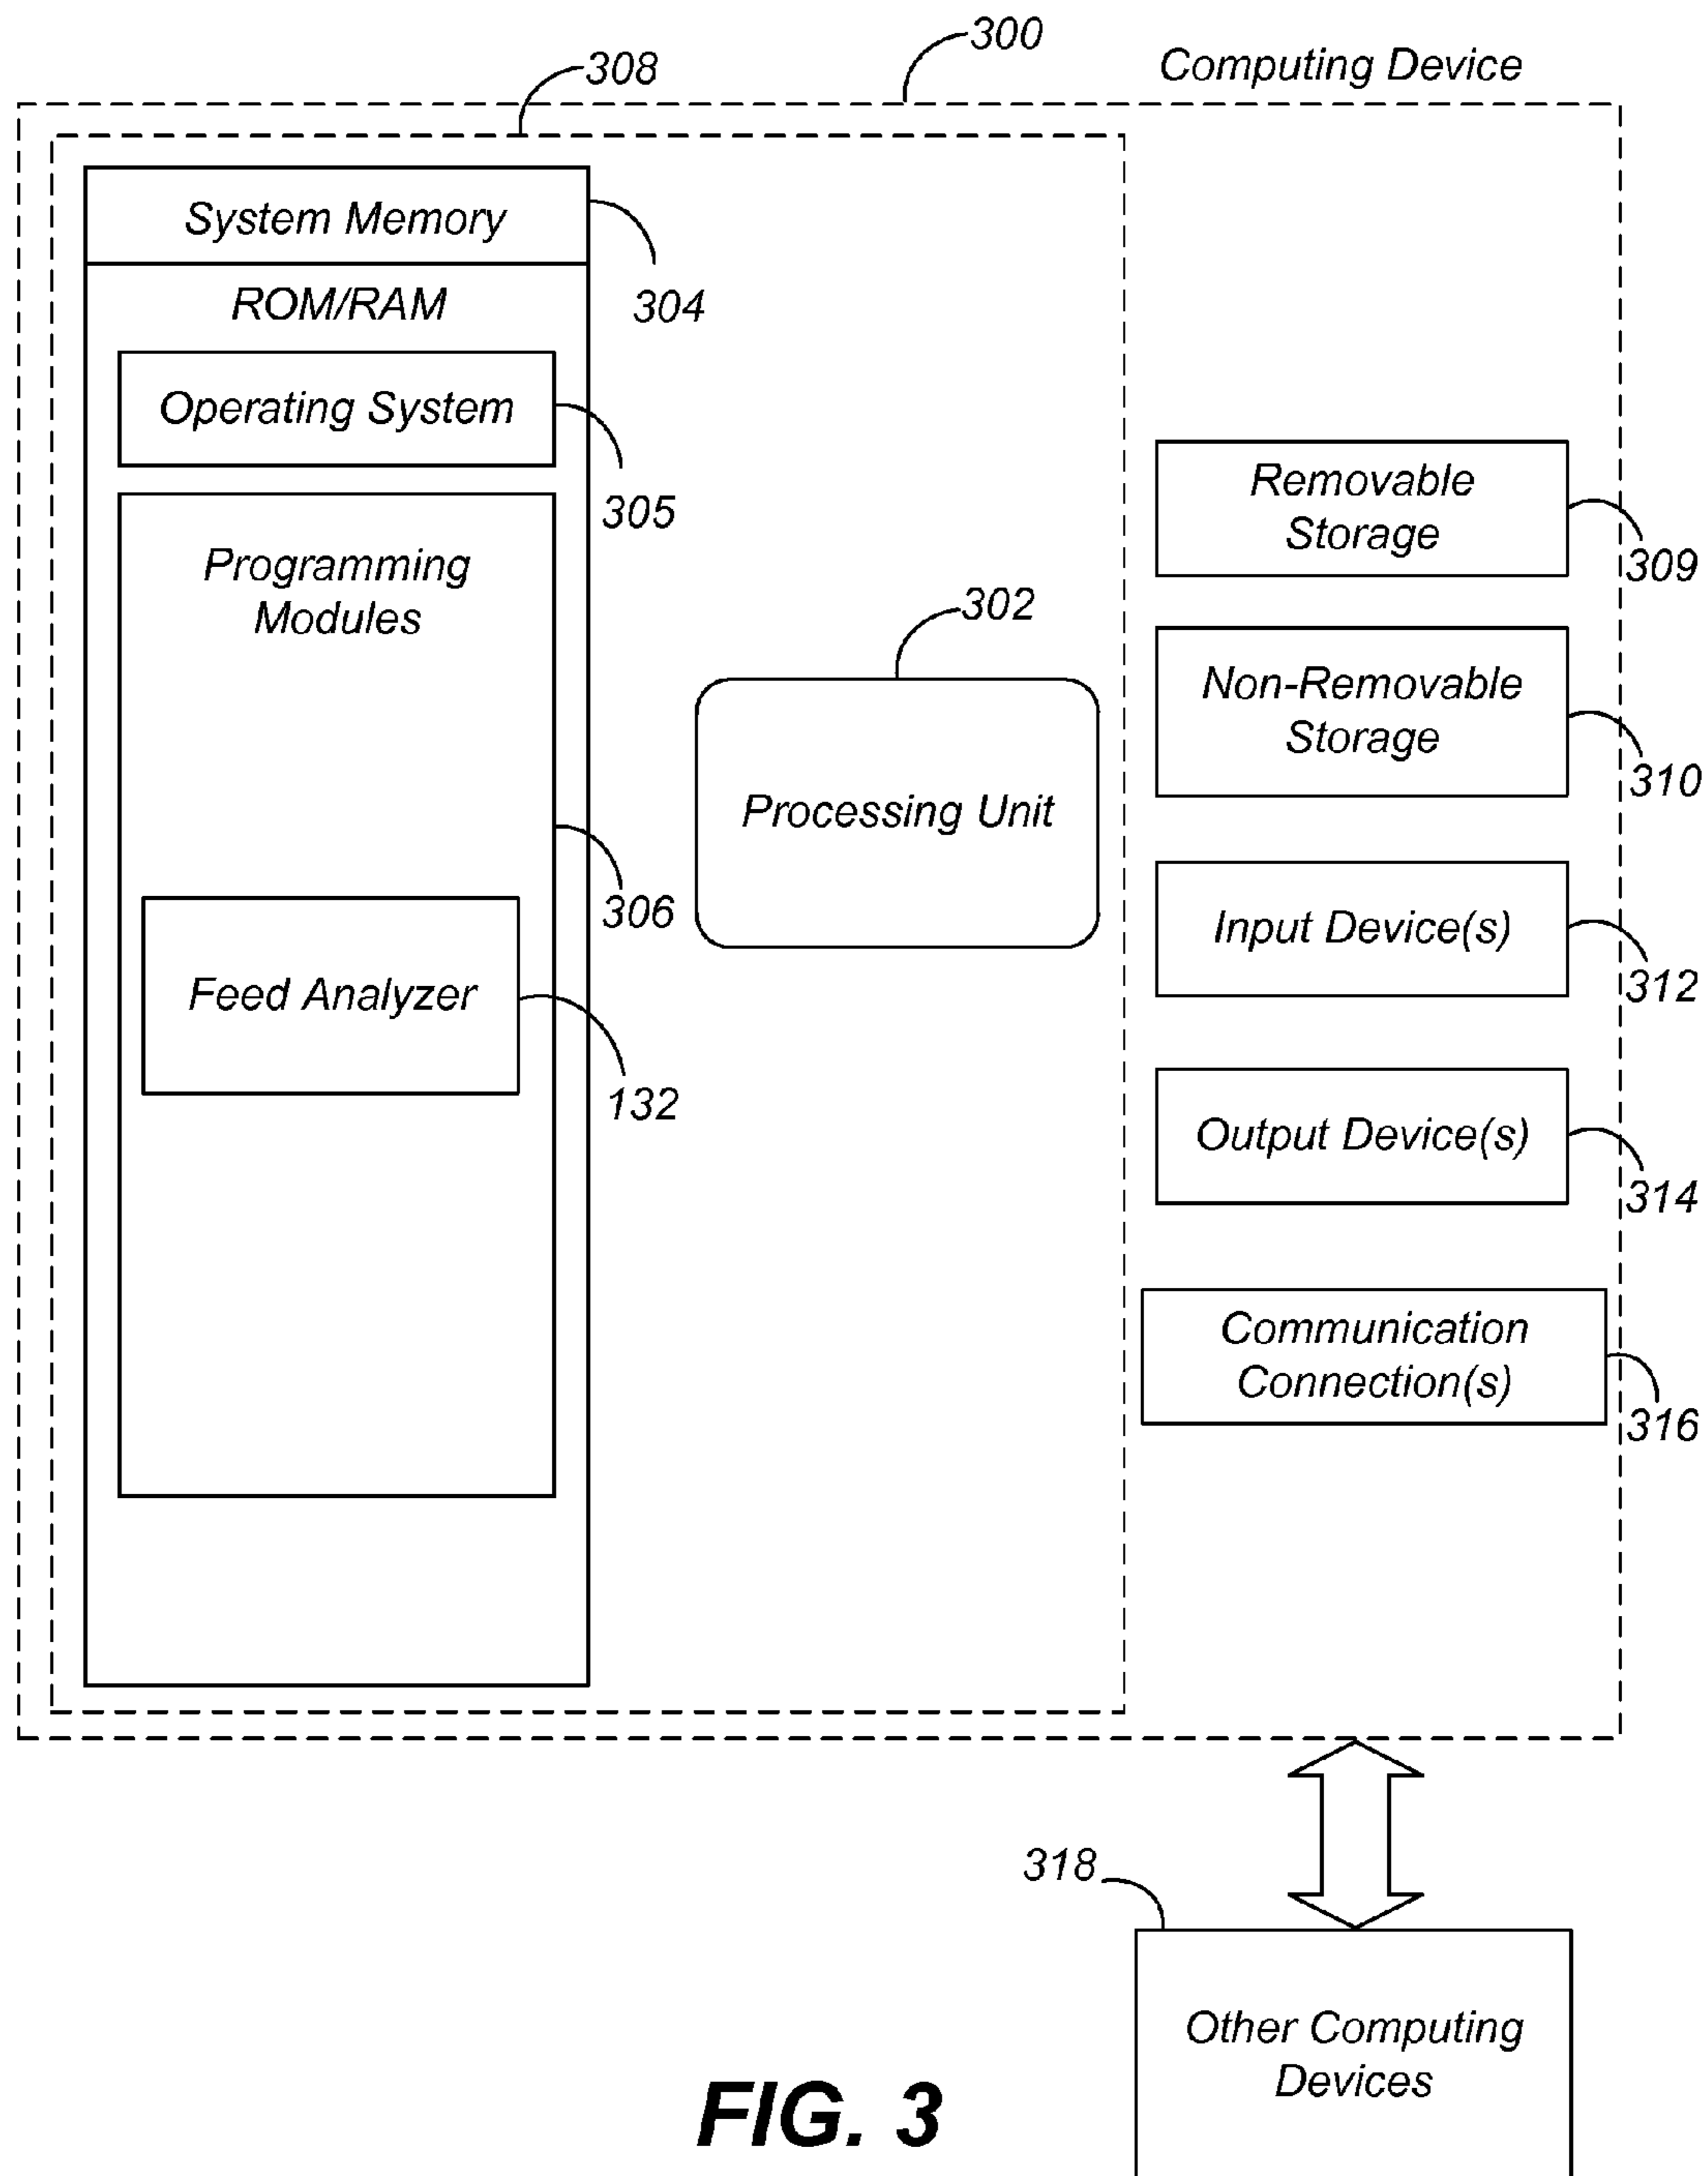 300
Computing Device
308
System Memory
304
ROM/RAM
Operating System
305
Programming
Modules
306
Feed Analyzer
132
302
Processing Unit
Removable
Storage
309
Non-Removable
Storage
310
Input Device(s)
312
Output Device(s)
314
Communication
Connection(s)
316
318
Other Computing
Devices
FIG. 3